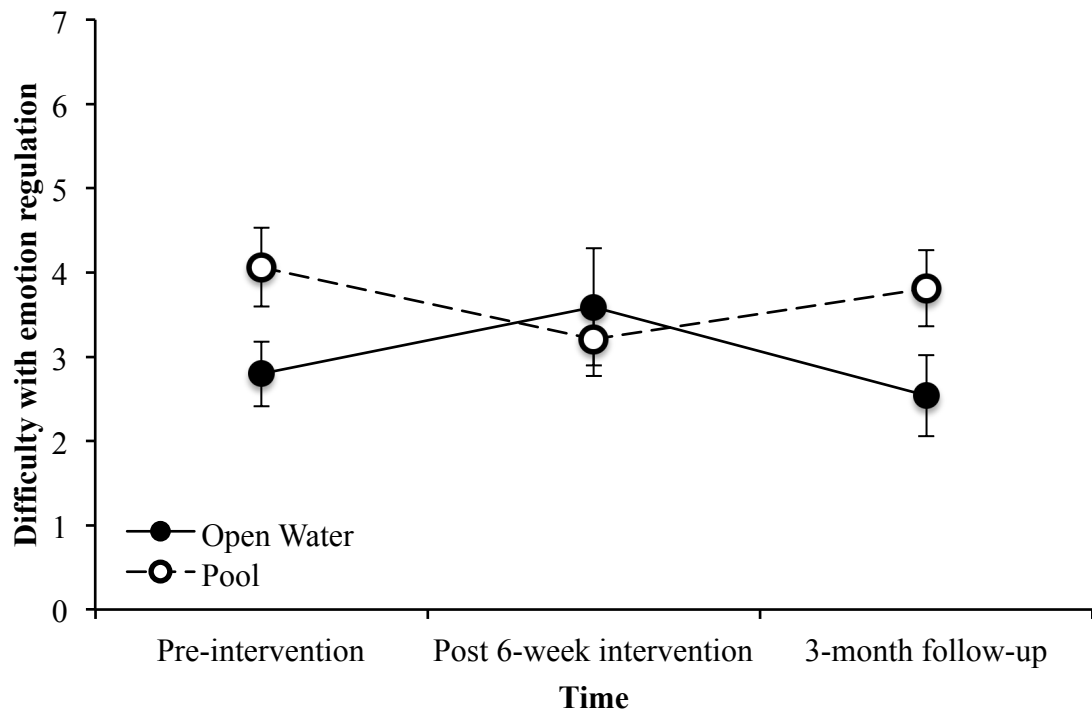 7
6
5
4
3
2
1
0
Difficulty with emotion regulation
Open Water
Pool
Pre-intervention
Post 6-week intervention
3-month follow-up
Time